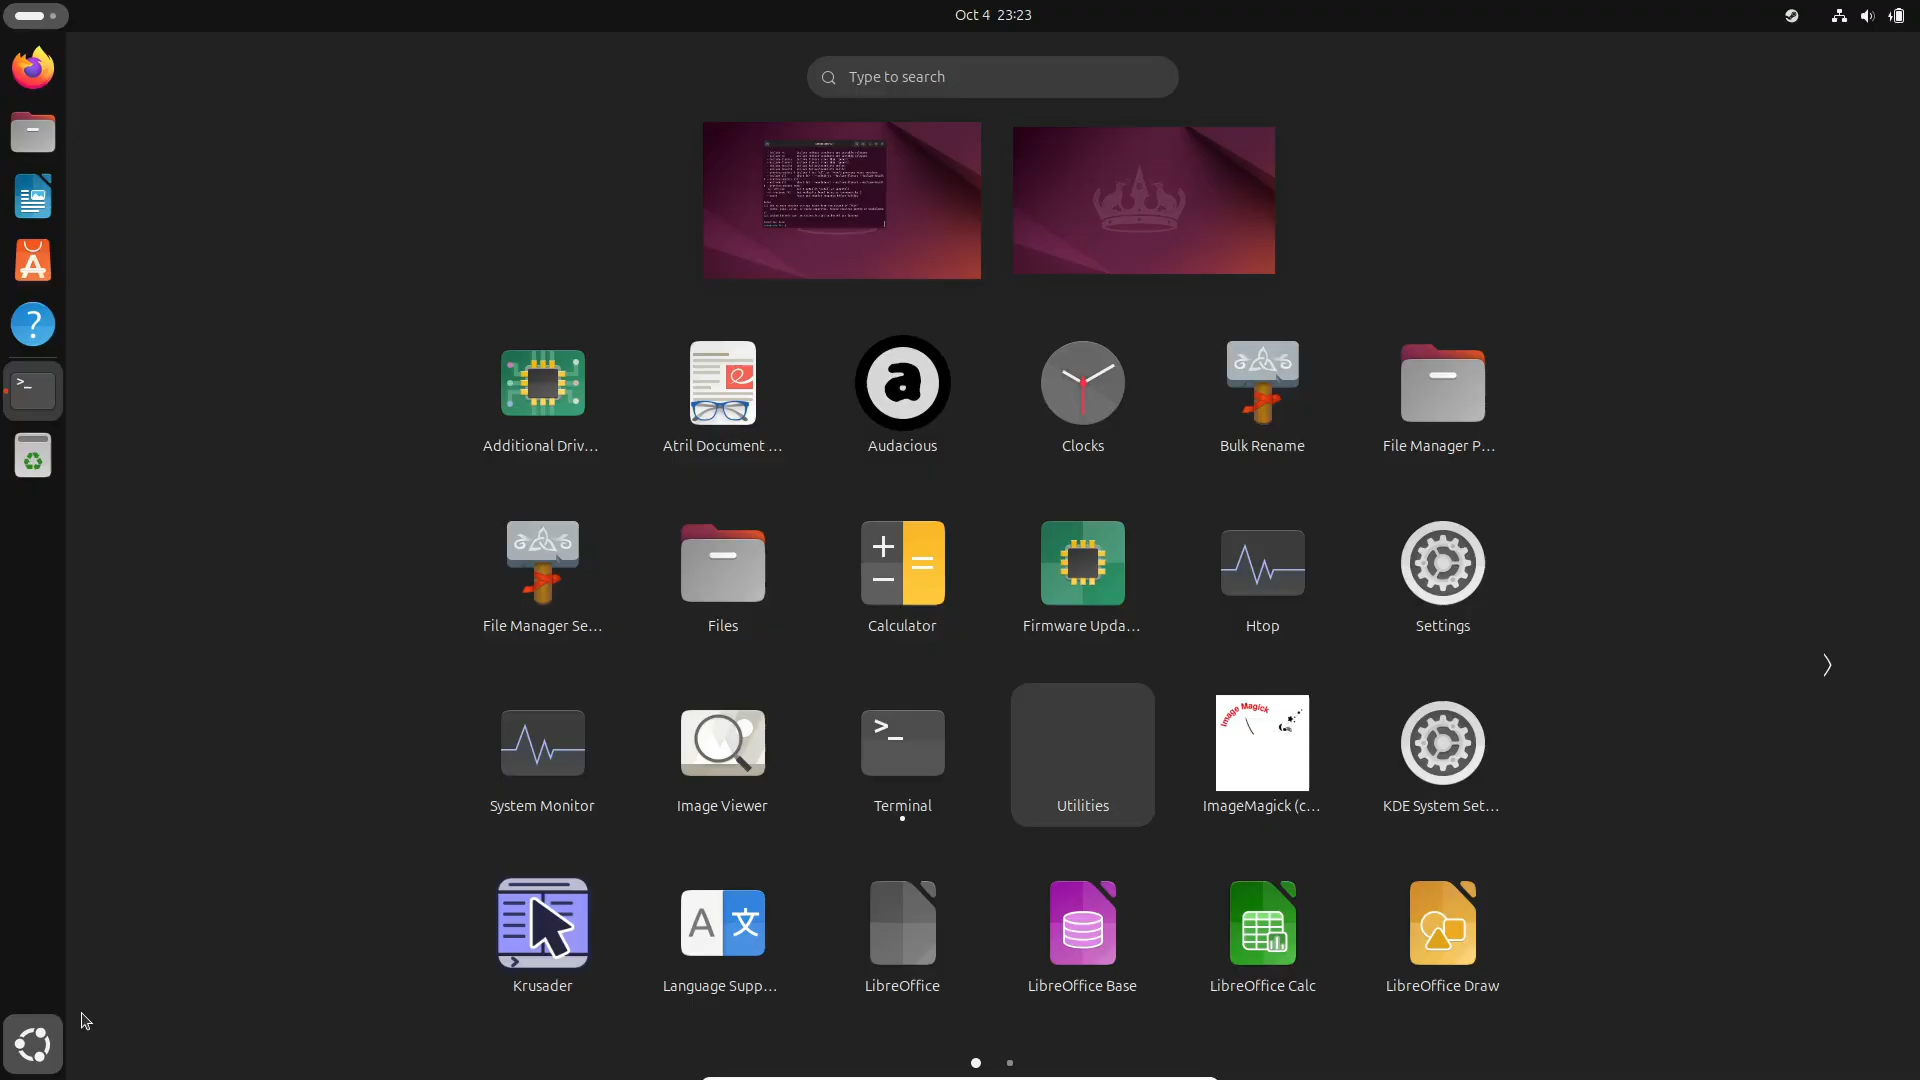 Oct 4 23:23
Type to search
Additional Driv...
Atril Document ...
Audacious
Clocks
Bulk Rename
File Manager P...
File Manager Se...
Files
Calculator
Firmware Upda...
Htop
Settings
System Monitor
Image Viewer
Terminal
Utilities
Image Magick
ImageMagick (c...
KDE System Set...
Krusader
Language Supp...
LibreOffice
LibreOffice Base
LibreOffice Calc
LibreOffice Draw